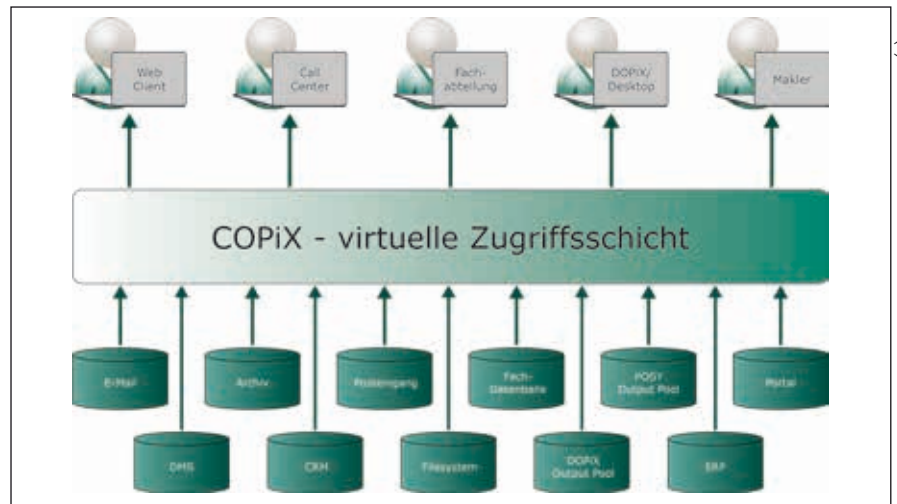 Web
Client
Call
Center
Fach-
abteilung
DOPiX/
Desktop
Makler
COPiX - virtuelle Zugriffsschicht
E-Mail
Archiv
Posteingang
Fach-
Datenbank
POSY
Output Pool
Portal
DMS
CRM
Filesystem
DOPiX
Output Pool
ERP